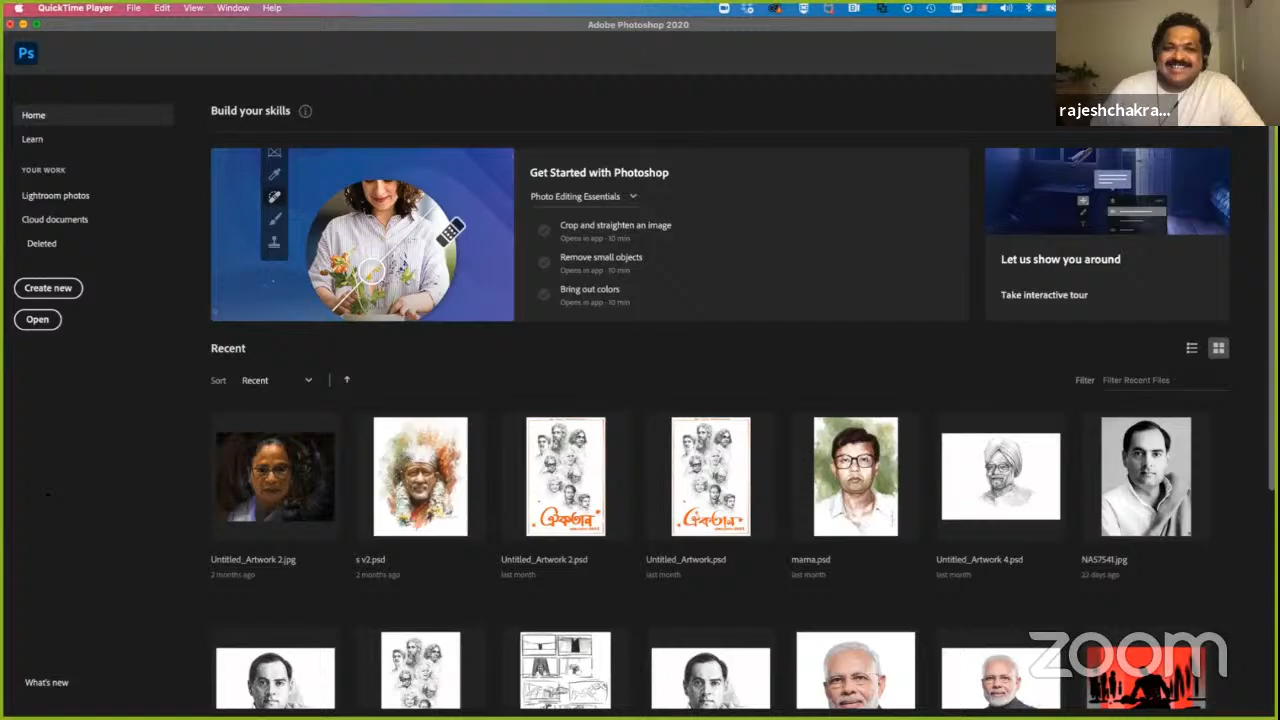 QuickTime Player File Edit View Window Help
Adobe Photoshop 2020
Ps
rajeshchakra...
Home
Learn
YOUR WORK
Lightroom photos
Cloud documents
Deleted
Create new
Open
What's new
Build your skills
Get Started with Photoshop
Photo Editing Essentials
Crop and straighten an image
Opens in app · 10 min
Remove small objects
Opens in app · 10 min
Bring out colors
Opens in app · 10 min
Let us show you around
Take interactive tour
Recent
Sort Recent
Filter Filter Recent Files
ঐকতান
ঐকতান
Untitled_Artwork 2.jpg
2 months ago
s v2.psd
2 months ago
Untitled_Artwork 2.psd
last month
Untitled_Artwork.psd
last month
mama.psd
last month
Untitled_Artwork 4.psd
last month
NAS7541.jpg
22 days ago
zoom